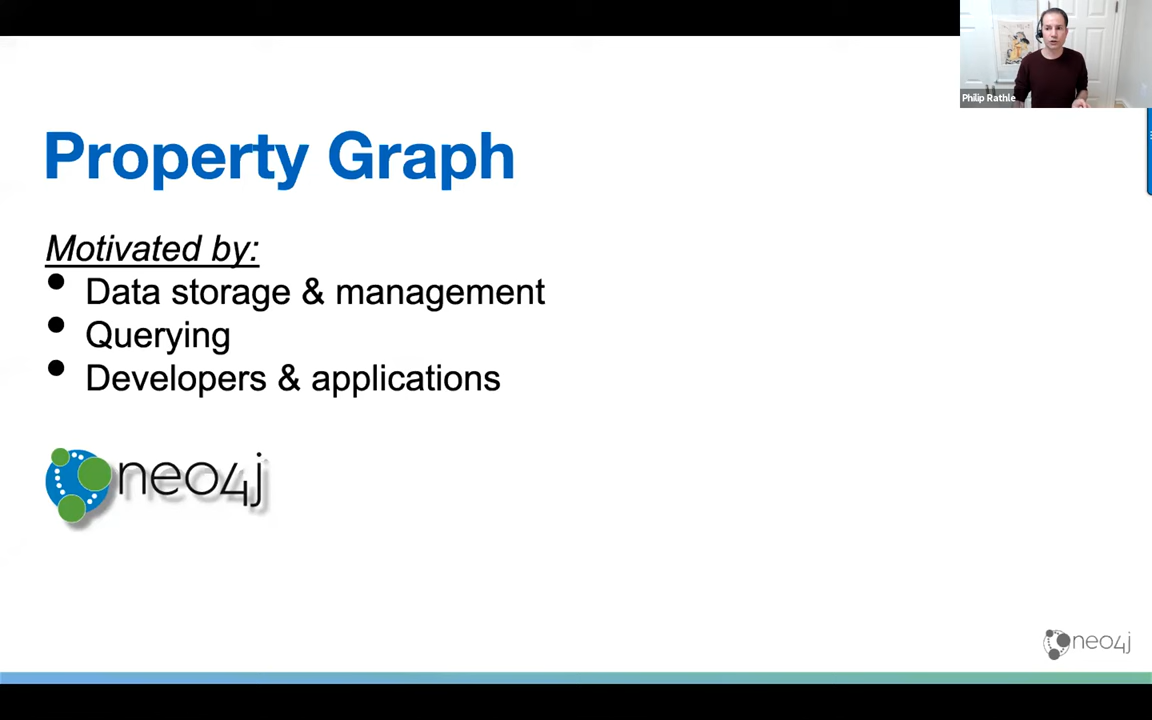 Philip Rathle
Property Graph
Motivated by:
• Data storage & management
• Querying
• Developers & applications
neo4j
neo4j